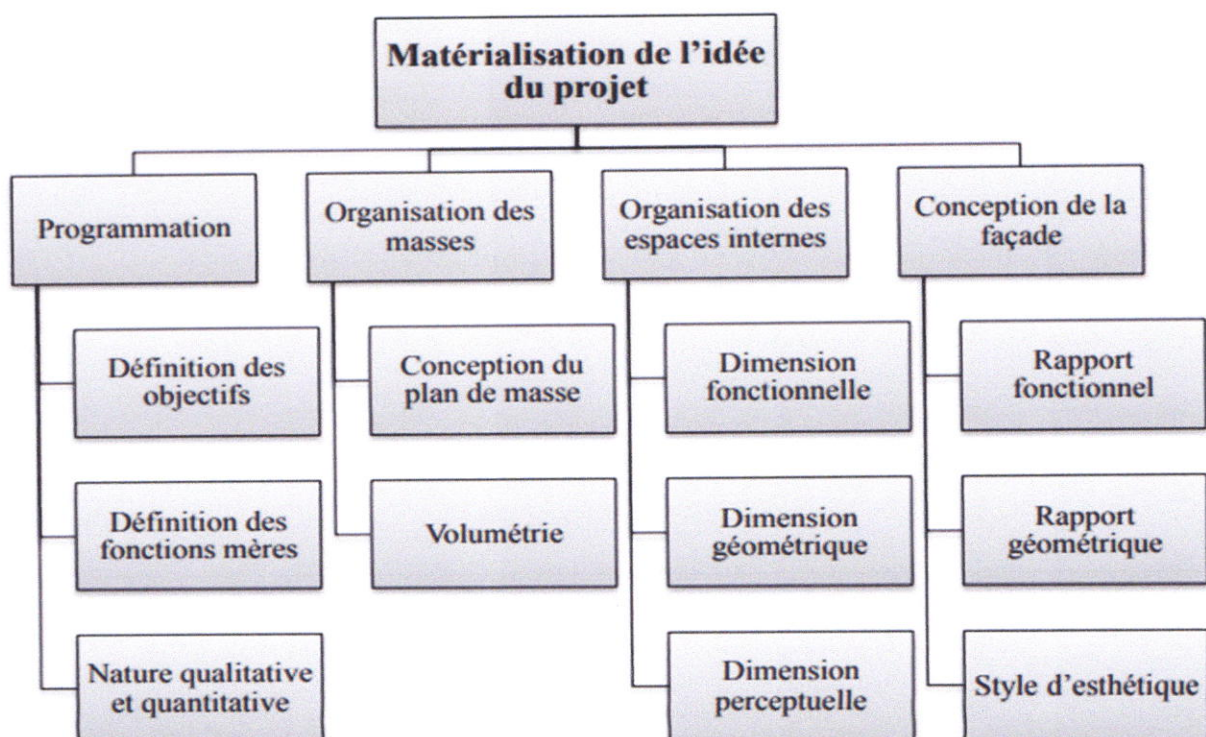 Matérialisation de l'idée
du projet
Programmation
Organisation des
masses
Organisation des
espaces internes
Conception de la
façade
Définition des
objectifs
Conception du
plan de masse
Dimension
fonctionnelle
Rapport
fonctionnel
Définition des
fonctions mères
Volumétrie
Dimension
géométrique
Rapport
géométrique
Nature qualitative
et quantitative
Dimension
perceptuelle
Style d'esthétique